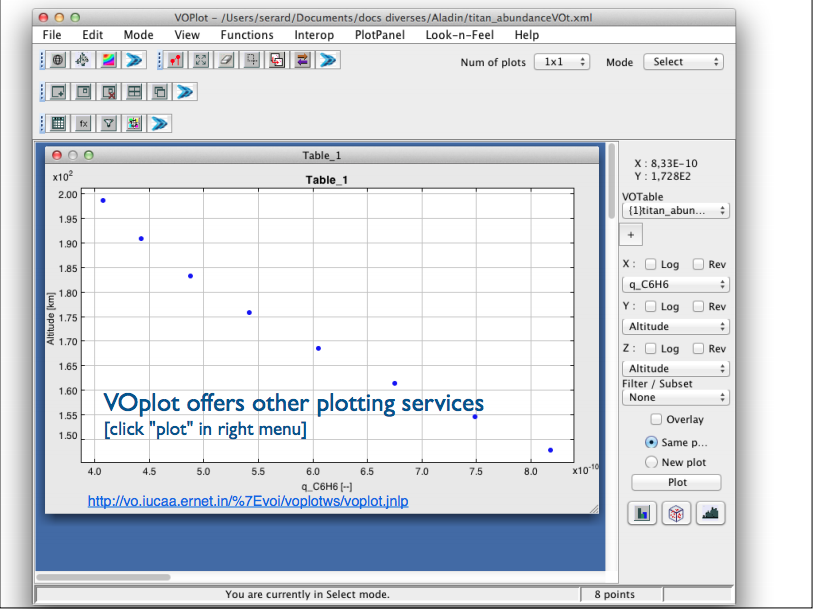 VOPlot – /Users/serard/Documents/docs diverses/Aladin/titan_abundanceVOt.xml
File Edit Mode View Functions Interop PlotPanel Look-n-Feel Help
Num of plots 1x1 Mode Select
fx
Table_1
X : 8,33E-10
Y : 1,728E2
VOTable
{1}titan_abun...
+
X : Log Rev
q_C6H6
Y : Log Rev
Altitude
Z : Log Rev
Altitude
Filter / Subset
None
Overlay
Same p...
New plot
Plot
x10²
Table_1
2.00
1.95
1.90
1.85
1.80
1.75
1.70
1.65
1.60
1.55
1.50
Altitude [km]
VOplot offers other plotting services
[click "plot" in right menu]
4.0 4.5 5.0 5.5 6.0 6.5 7.0 7.5 8.0 x10⁻¹⁰
q_C6H6 [--]
http://vo.iucaa.ernet.in/%7Evoi/voplotws/voplot.jnlp
You are currently in Select mode. 8 points